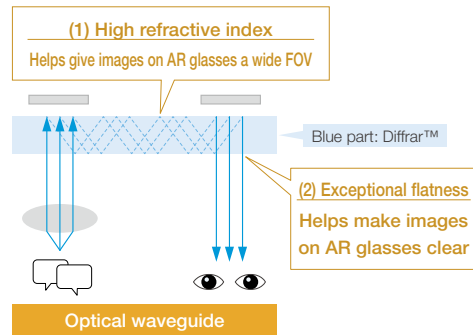 (1) High refractive index
Helps give images on AR glasses a wide FOV
Blue part: Diffrar™
(2) Exceptional flatness
Helps make images
on AR glasses clear
Optical waveguide